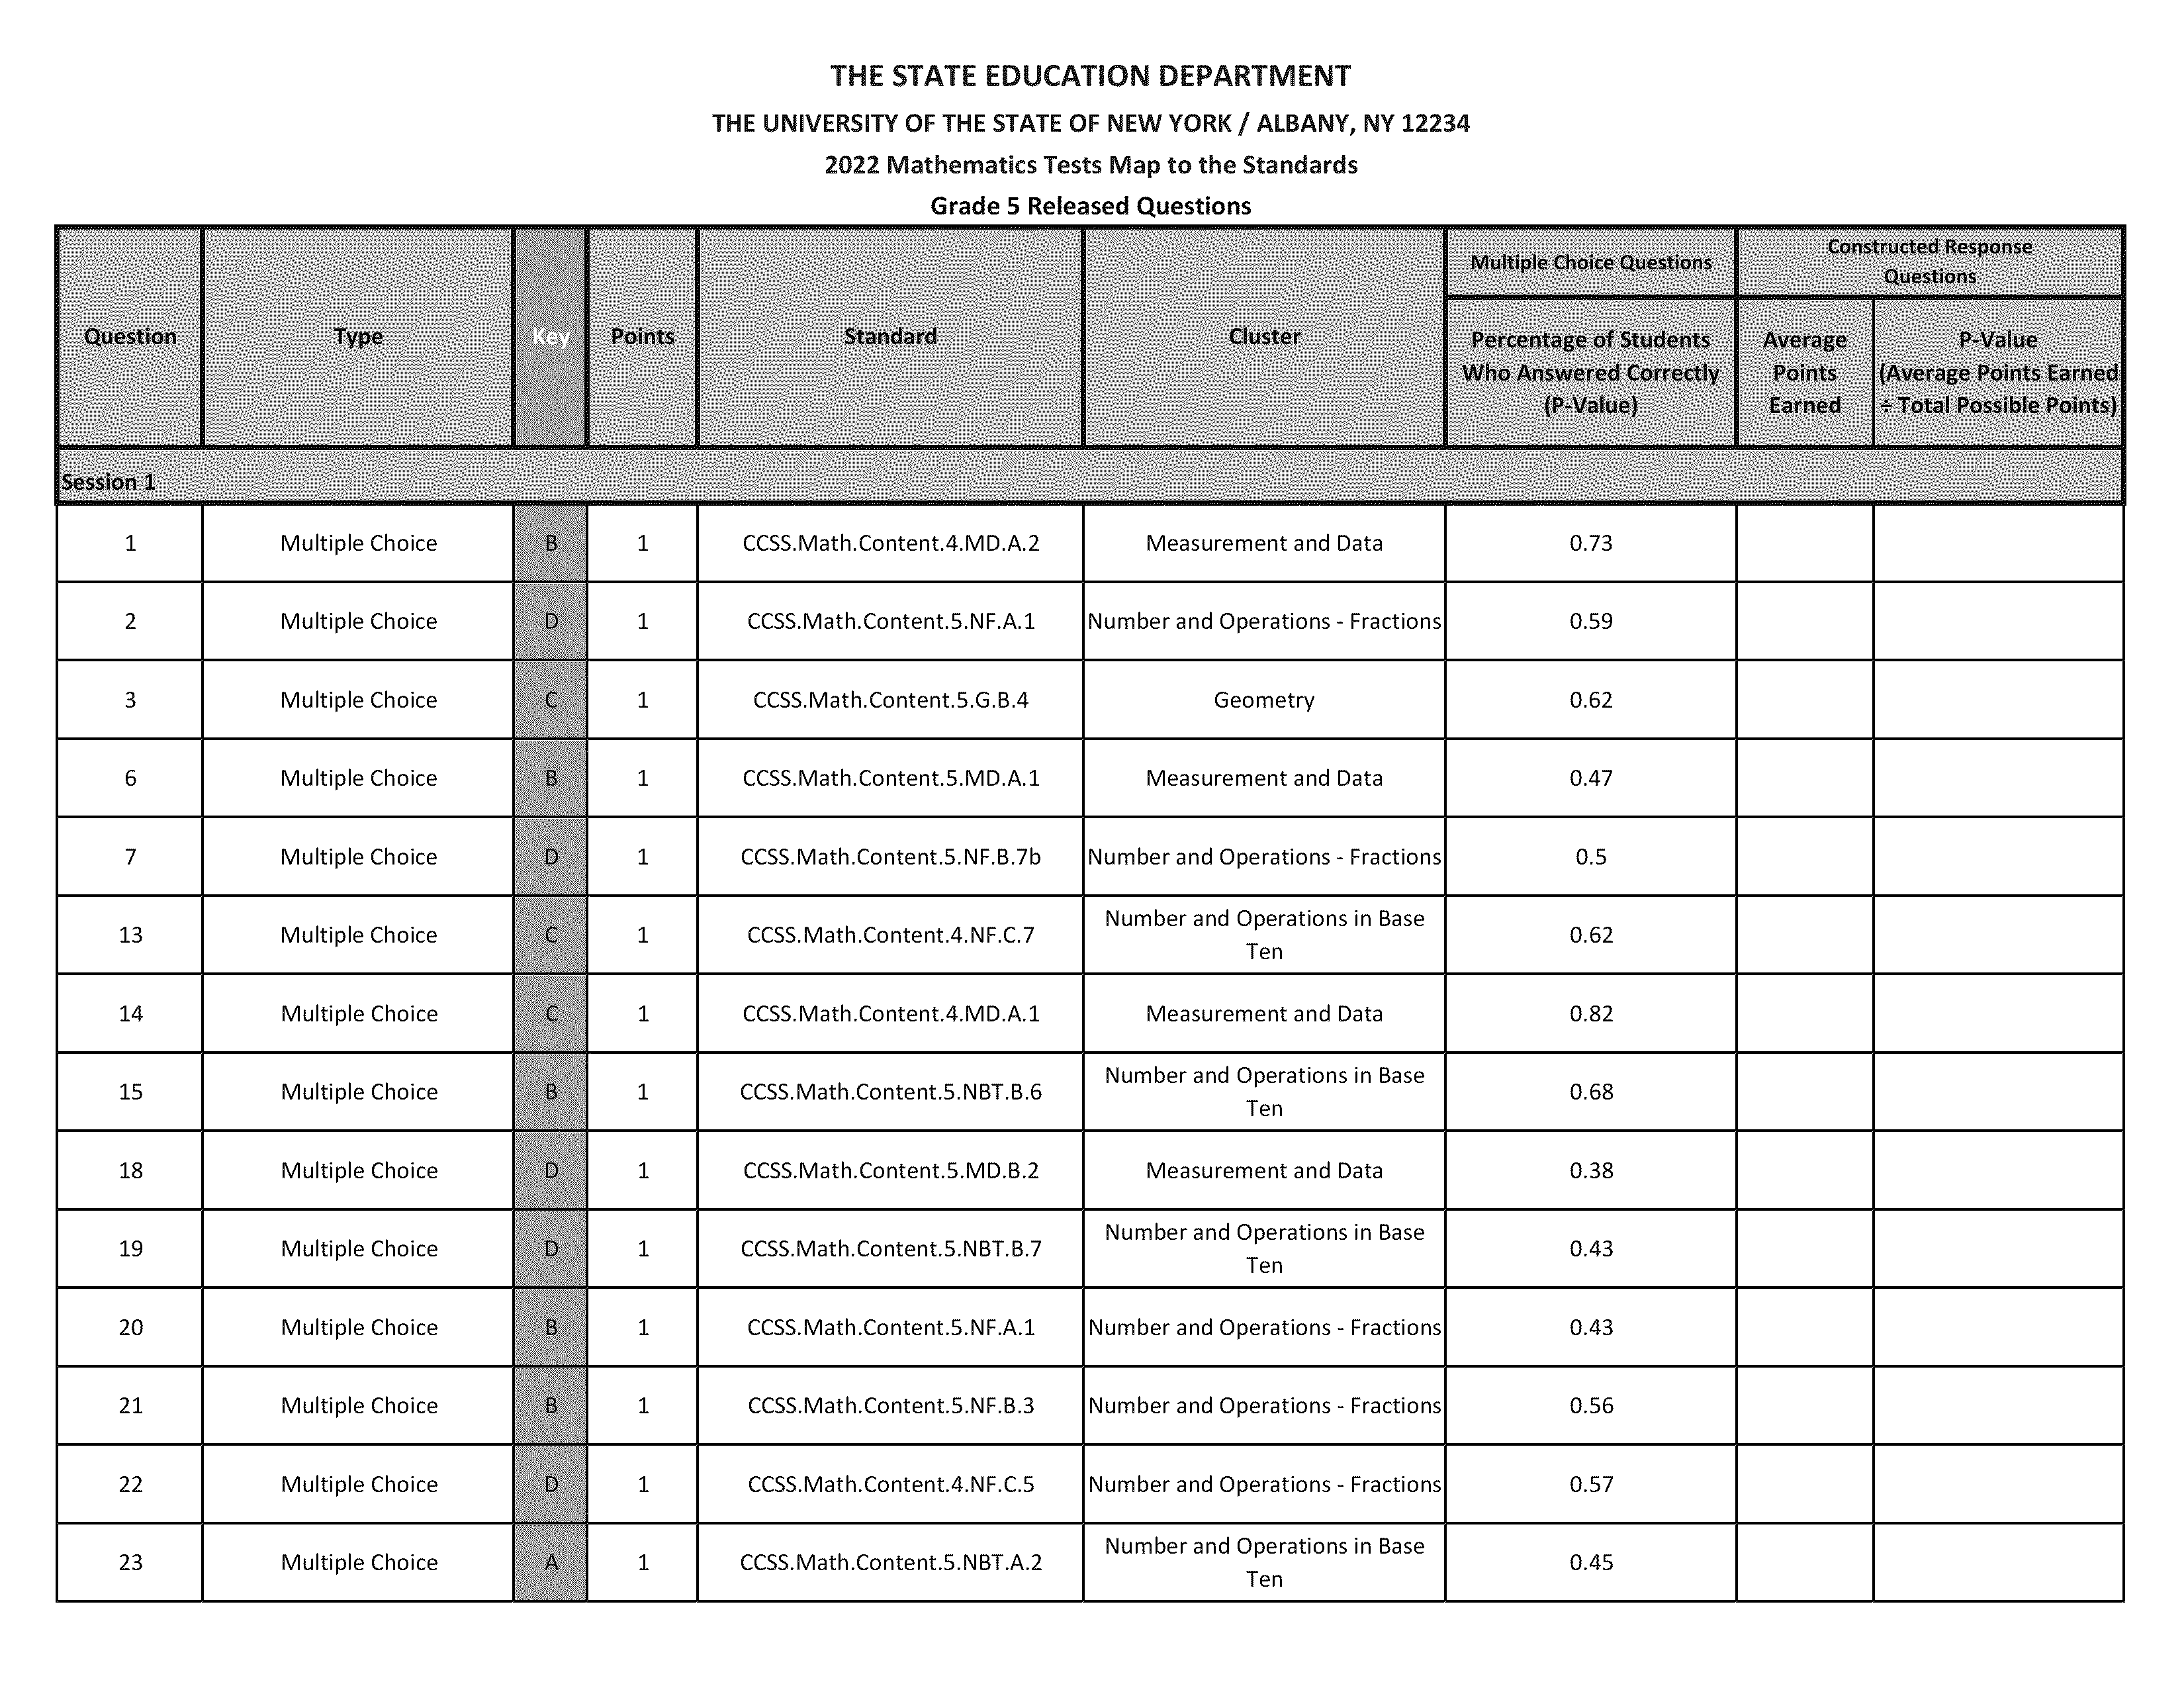 THE STATE EDUCATION DEPARTMENT
THE UNIVERSITY OF THE STATE OF NEW YORK / ALBANY, NY 12234
2022 Mathematics Tests Map to the Standards
Grade 5 Released Questions
Question Type Key Points Standard Cluster Multiple Choice Questions Constructed Response
Questions
Percentage of Students
Who Answered Correctly
(P-Value)
Average
Points
Earned
P-Value
(Average Points Earned
÷ Total Possible Points)
Session 1
1 Multiple Choice B 1 CCSS.Math.Content.4.MD.A.2 Measurement and Data 0.73
2 Multiple Choice D 1 CCSS.Math.Content.5.NF.A.1 Number and Operations - Fractions 0.59
3 Multiple Choice C 1 CCSS.Math.Content.5.G.B.4 Geometry 0.62
6 Multiple Choice B 1 CCSS.Math.Content.5.MD.A.1 Measurement and Data 0.47
7 Multiple Choice D 1 CCSS.Math.Content.5.NF.B.7b Number and Operations - Fractions 0.5
13 Multiple Choice C 1 CCSS.Math.Content.4.NF.C.7 Number and Operations in Base
Ten 0.62
14 Multiple Choice C 1 CCSS.Math.Content.4.MD.A.1 Measurement and Data 0.82
15 Multiple Choice B 1 CCSS.Math.Content.5.NBT.B.6 Number and Operations in Base
Ten 0.68
18 Multiple Choice D 1 CCSS.Math.Content.5.MD.B.2 Measurement and Data 0.38
19 Multiple Choice D 1 CCSS.Math.Content.5.NBT.B.7 Number and Operations in Base
Ten 0.43
20 Multiple Choice B 1 CCSS.Math.Content.5.NF.A.1 Number and Operations - Fractions 0.43
21 Multiple Choice B 1 CCSS.Math.Content.5.NF.B.3 Number and Operations - Fractions 0.56
22 Multiple Choice D 1 CCSS.Math.Content.4.NF.C.5 Number and Operations - Fractions 0.57
23 Multiple Choice A 1 CCSS.Math.Content.5.NBT.A.2 Number and Operations in Base
Ten 0.45